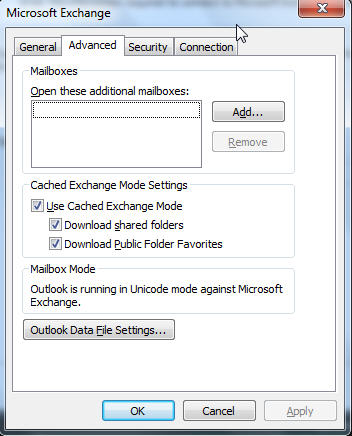 Microsoft Exchange
General Advanced Security Connection
Mailboxes
Open these additional mailboxes:
Add...
Remove
Cached Exchange Mode Settings
Use Cached Exchange Mode
Download shared folders
Download Public Folder Favorites
Mailbox Mode
Outlook is running in Unicode mode against Microsoft
Exchange.
Outlook Data File Settings...
OK Cancel Apply